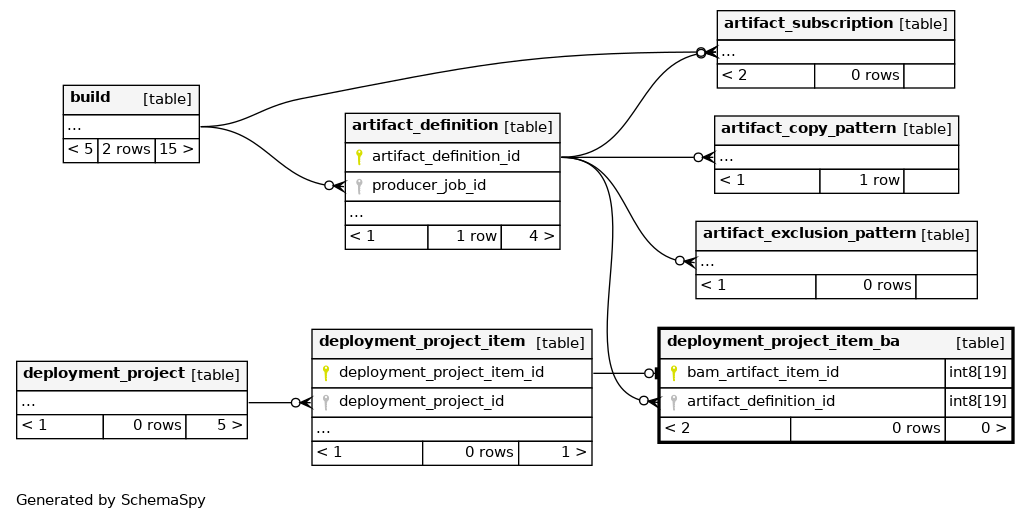 artifact_subscription [table]
...
< 2 0 rows
build [table]
...
< 5 2 rows 15 >
artifact_definition [table]
artifact_definition_id
producer_job_id
...
< 1 1 row 4 >
artifact_copy_pattern [table]
...
< 1 1 row
artifact_exclusion_pattern [table]
...
< 1 0 rows
deployment_project [table]
...
< 1 0 rows 5 >
deployment_project_item [table]
deployment_project_item_id
deployment_project_id
...
< 1 0 rows 1 >
deployment_project_item_ba [table]
bam_artifact_item_id int8[19]
artifact_definition_id int8[19]
< 2 0 rows 0 >
Generated by SchemaSpy